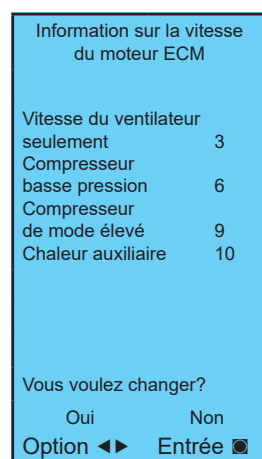 Information sur la vitesse
du moteur ECM
Vitesse du ventilateur
seulement 3
Compresseur
basse pression 6
Compresseur
de mode élevé 9
Chaleur auxiliaire 10
Vous voulez changer?
Oui Non
Option ◄► Entrée ◙